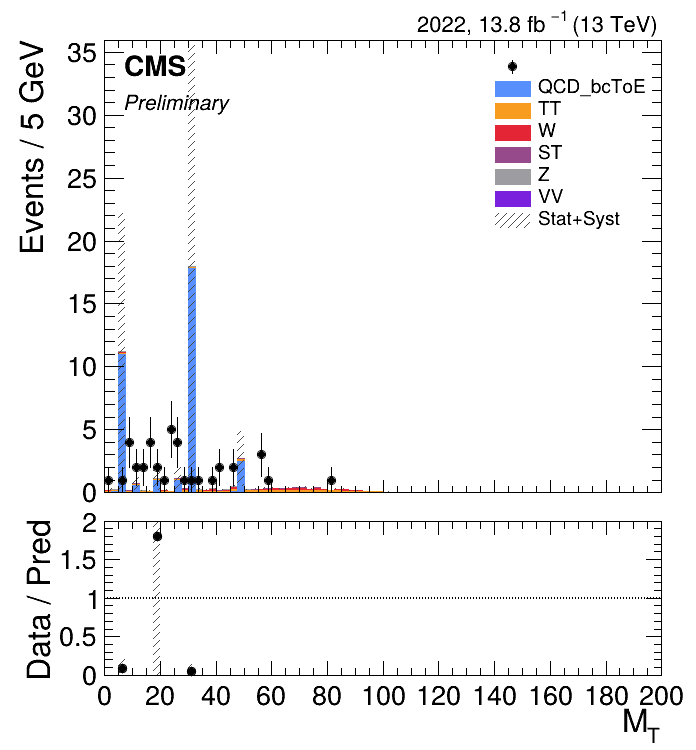 2022, 13.8 fb⁻¹ (13 TeV)
CMS
Preliminary
QCD_bcToE
TT
W
ST
Z
VV
Stat+Syst
Events / 5 GeV
35
30
25
20
15
10
5
0
Data / Pred
2
1.5
1
0.5
0
0 20 40 60 80 100 120 140 160 180 200
M_T